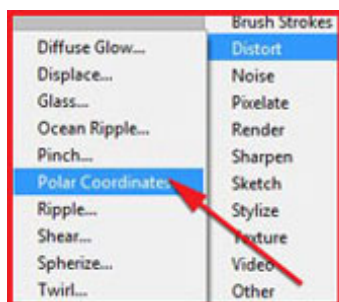 Brush Strokes
Diffuse Glow...
Distort
Displace...
Noise
Glass...
Pixelate
Ocean Ripple...
Render
Pinch...
Sharpen
Polar Coordinates
Sketch
Ripple...
Stylize
Shear...
Texture
Spherize...
Video
Twirl...
Other